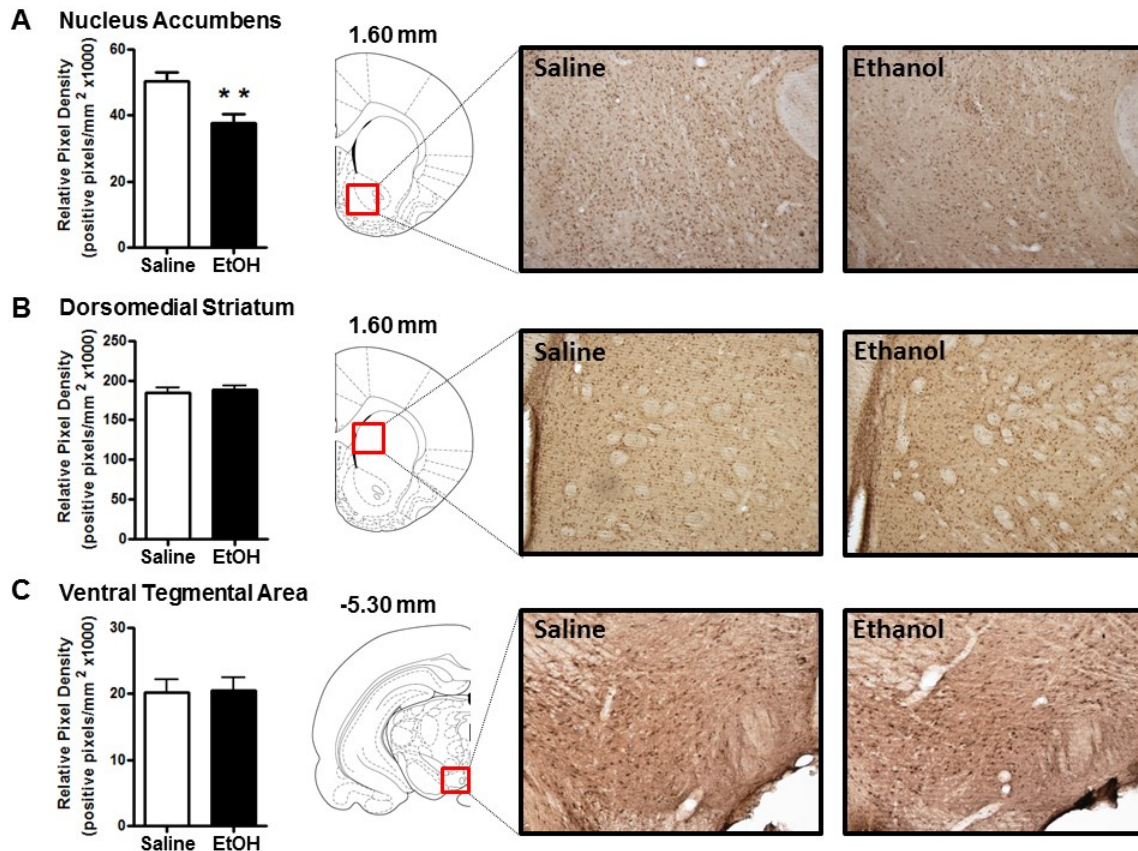 A Nucleus Accumbens
Relative Pixel Density
(positive pixels/mm ² x1000)
60
40
20
0
* *
Saline EtOH
1.60 mm
Saline
Ethanol
B Dorsomedial Striatum
Relative Pixel Density
(positive pixels/mm ² x1000)
250
200
150
100
50
0
Saline EtOH
1.60 mm
Saline
Ethanol
C Ventral Tegmental Area
Relative Pixel Density
(positive pixels/mm ² x1000)
30
20
10
0
Saline EtOH
-5.30 mm
Saline
Ethanol